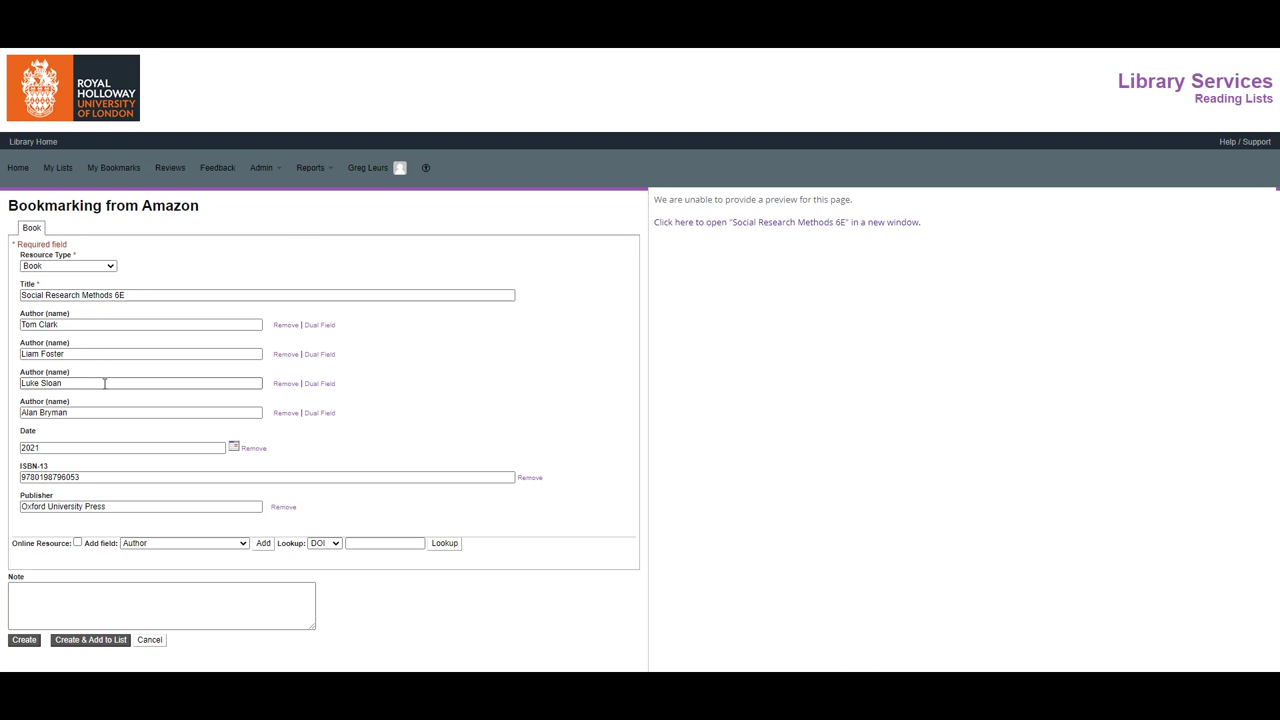 ROYAL
HOLLOWAY
UNIVERSITY
OF LONDON
Library Services
Reading Lists
Library Home
Help / Support
Home My Lists My Bookmarks Reviews Feedback Admin Reports Greg Leurs
Bookmarking from Amazon
Book
* Required field
Resource Type *
Book
Title *
Social Research Methods 6E
Author (name)
Tom Clark Remove | Dual Field
Author (name)
Liam Foster Remove | Dual Field
Author (name)
Luke Sloan Remove | Dual Field
Author (name)
Alan Bryman Remove | Dual Field
Date
2021 Remove
ISBN-13
9780198796053 Remove
Publisher
Oxford University Press Remove
Online Resource: Add field: Author Add Lookup: DOI Lookup
Note
Create Create & Add to List Cancel
We are unable to provide a preview for this page.
Click here to open "Social Research Methods 6E" in a new window.